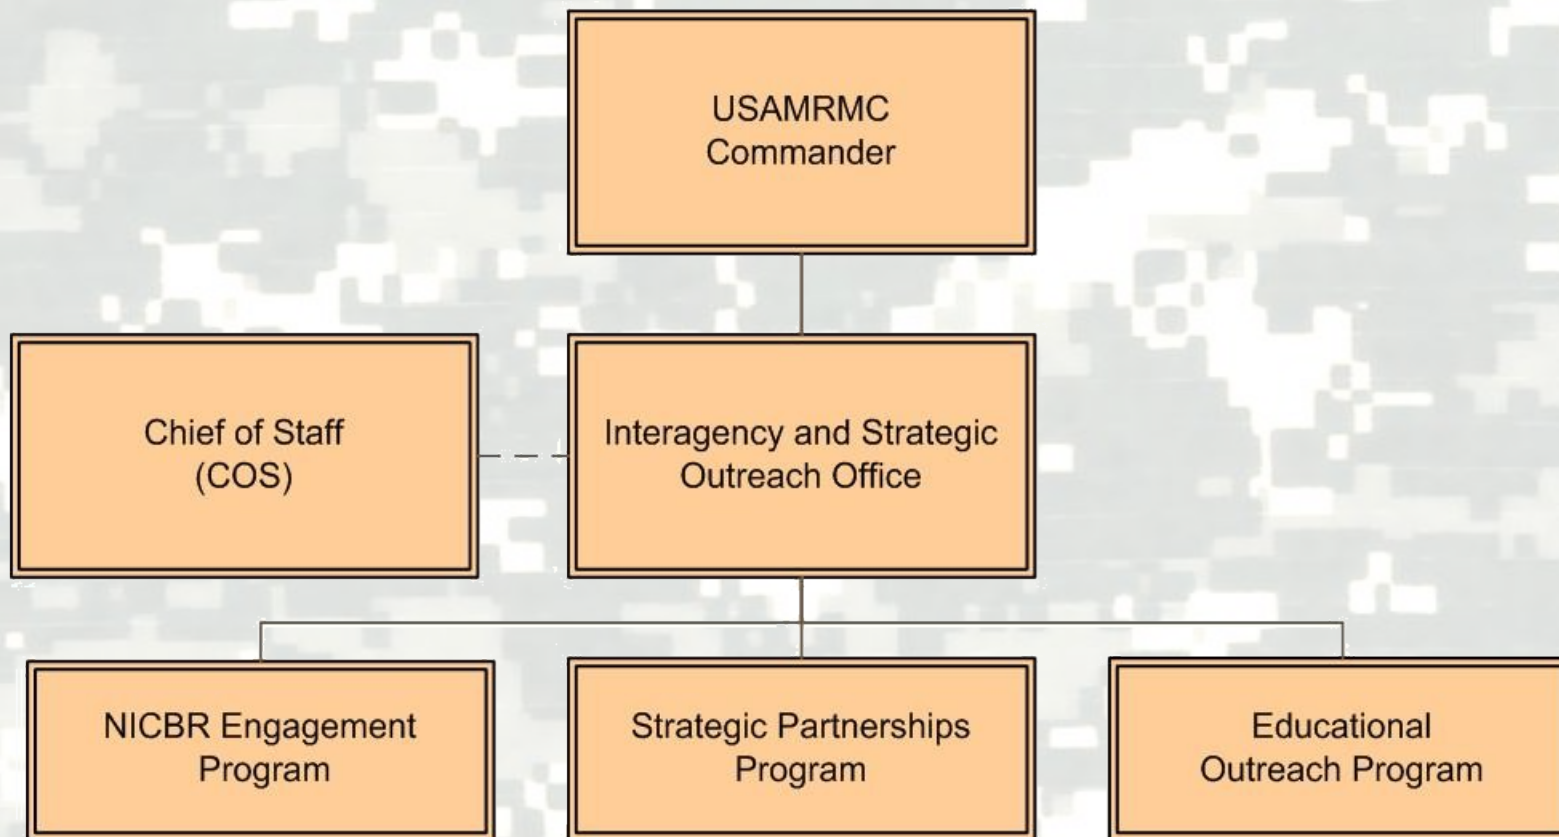 USAMRMC
Commander
Chief of Staff
(COS)
Interagency and Strategic
Outreach Office
NICBR Engagement
Program
Strategic Partnerships
Program
Educational
Outreach Program